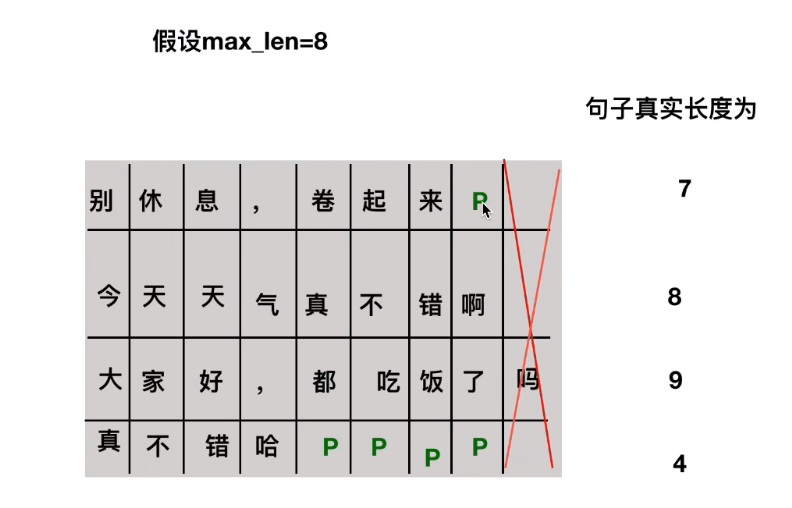 假设max_len=8
句子真实长度为
别 休 息 ， 卷 起 来 P 7
今 天 天 气 真 不 错 啊 8
大 家 好 ， 都 吃 饭 了 吗 9
真 不 错 哈 P P P P 4